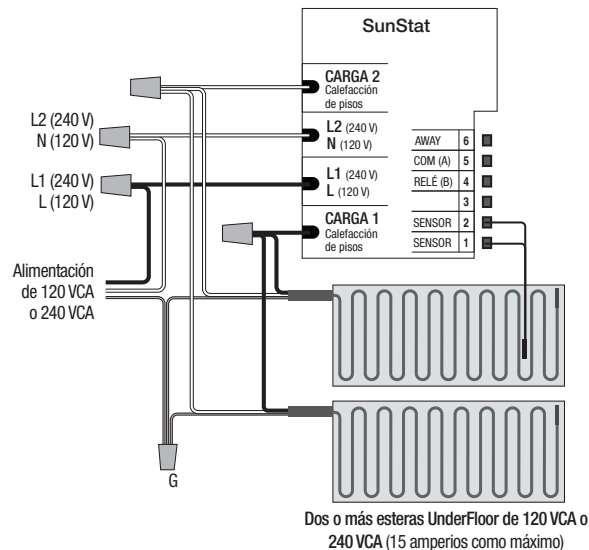 SunStat
CARGA 2
Calefacción
de pisos
L2 (240 V)
N (120 V)
L2 (240 V)
N (120 V)
L1 (240 V)
L (120 V)
L1 (240 V)
L (120 V)
CARGA 1
Calefacción
de pisos
AWAY 6
COM (A) 5
RELÉ (B) 4
3
SENSOR 2
SENSOR 1
Alimentación
de 120 VCA
o 240 VCA
G
Dos o más esteras UnderFloor de 120 VCA o
240 VCA (15 amperios como máximo)